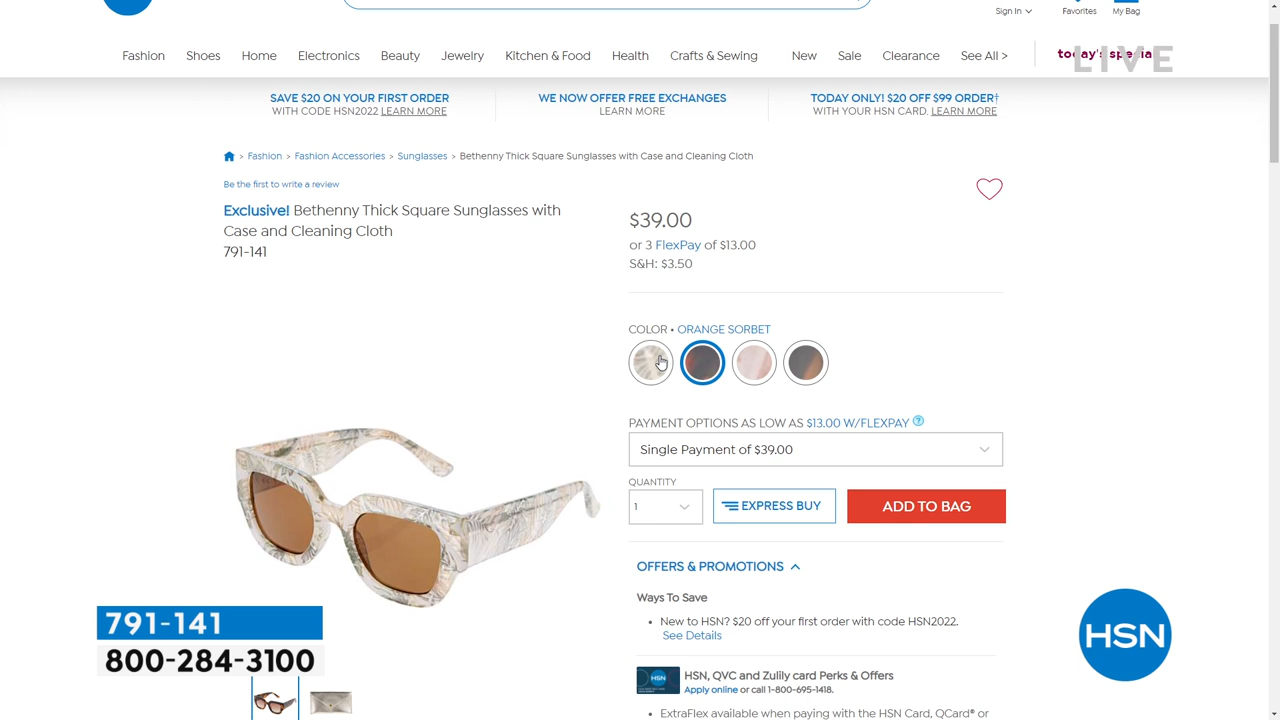 Sign In
Favorites
My Bag
Fashion
Shoes
Home
Electronics
Beauty
Jewelry
Kitchen & Food
Health
Crafts & Sewing
New
Sale
Clearance
See All >
today's special
LIVE
SAVE $20 ON YOUR FIRST ORDER
WITH CODE HSN2022 LEARN MORE
WE NOW OFFER FREE EXCHANGES
LEARN MORE
TODAY ONLY! $20 OFF $99 ORDER†
WITH YOUR HSN CARD. LEARN MORE
> Fashion > Fashion Accessories > Sunglasses > Bethenny Thick Square Sunglasses with Case and Cleaning Cloth
Be the first to write a review
Exclusive! Bethenny Thick Square Sunglasses with
Case and Cleaning Cloth
791-141
$39.00
or 3 FlexPay of $13.00
S&H: $3.50
COLOR • ORANGE SORBET
PAYMENT OPTIONS AS LOW AS $13.00 W/FLEXPAY ?
Single Payment of $39.00
QUANTITY
1
EXPRESS BUY
ADD TO BAG
OFFERS & PROMOTIONS
Ways To Save
• New to HSN? $20 off your first order with code HSN2022.
See Details
HSN
HSN, QVC and Zulily card Perks & Offers
Apply online or call 1-800-695-1418.
• ExtraFlex available when paying with the HSN Card, QCard® or
791-141
800-284-3100
HSN